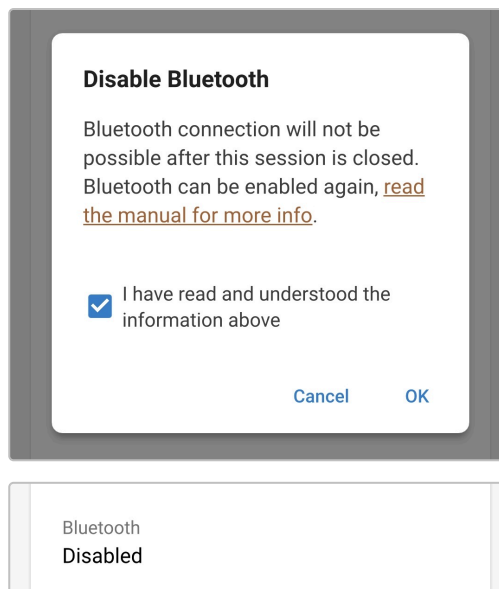 Disable Bluetooth
Bluetooth connection will not be
possible after this session is closed.
Bluetooth can be enabled again, read
the manual for more info.
I have read and understood the
information above
Cancel OK
Bluetooth
Disabled